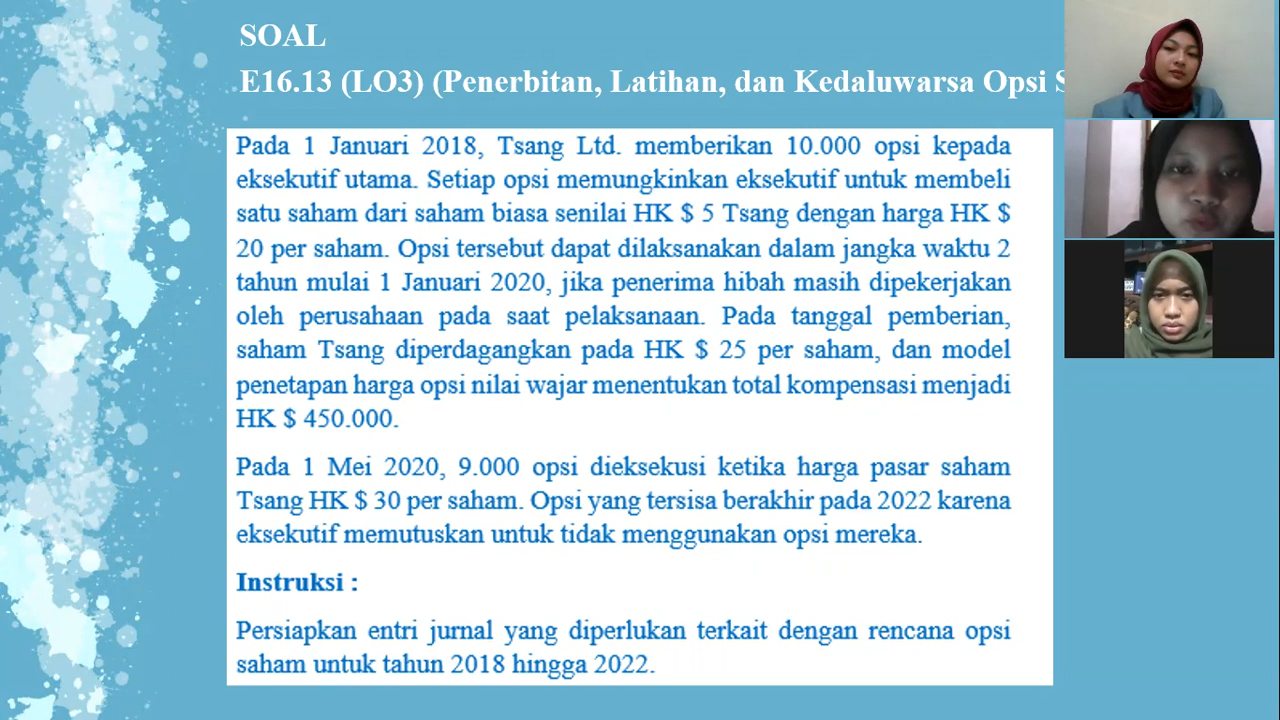 SOAL
E16.13 (LO3) (Penerbitan, Latihan, dan Kedaluwarsa Opsi
Pada 1 Januari 2018, Tsang Ltd. memberikan 10.000 opsi kepada
eksekutif utama. Setiap opsi memungkinkan eksekutif untuk membeli
satu saham dari saham biasa senilai HK $ 5 Tsang dengan harga HK $
20 per saham. Opsi tersebut dapat dilaksanakan dalam jangka waktu 2
tahun mulai 1 Januari 2020, jika penerima hibah masih dipekerjakan
oleh perusahaan pada saat pelaksanaan. Pada tanggal pemberian,
saham Tsang diperdagangkan pada HK $ 25 per saham, dan model
penetapan harga opsi nilai wajar menentukan total kompensasi menjadi
HK $ 450.000.
Pada 1 Mei 2020, 9.000 opsi dieksekusi ketika harga pasar saham
Tsang HK $ 30 per saham. Opsi yang tersisa berakhir pada 2022 karena
eksekutif memutuskan untuk tidak menggunakan opsi mereka.
Instruksi :
Persiapkan entri jurnal yang diperlukan terkait dengan rencana opsi
saham untuk tahun 2018 hingga 2022.